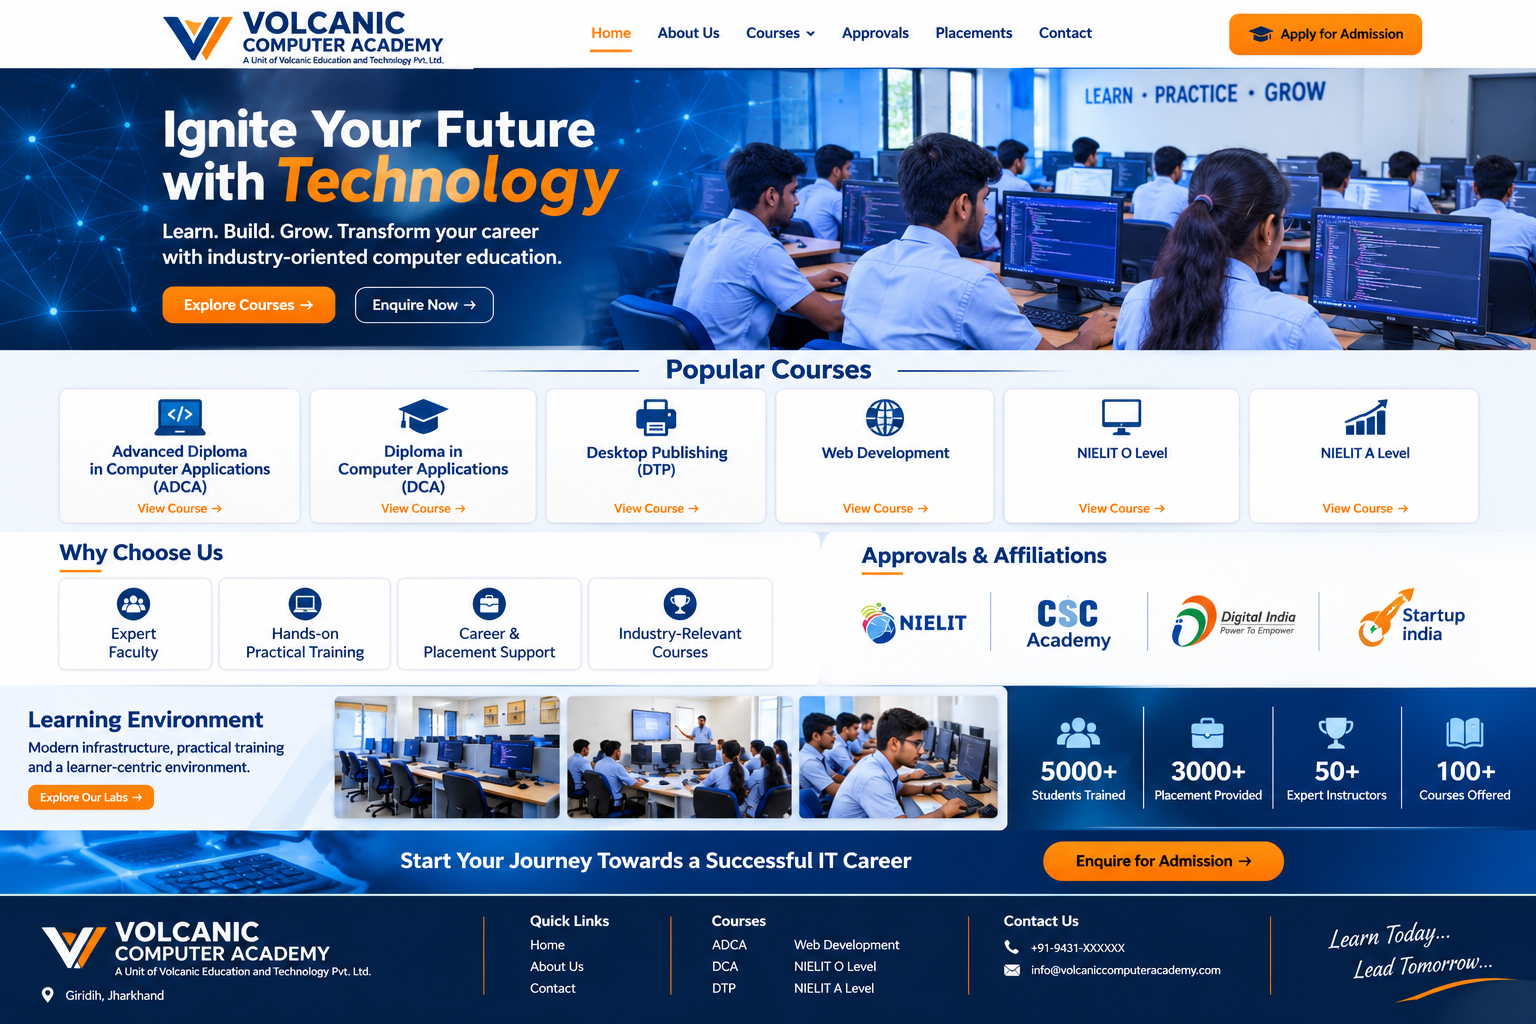 VOLCANIC
COMPUTER ACADEMY
A Unit of Volcanic Education and Technology Pvt. Ltd.
Home
About Us
Courses
Approvals
Placements
Contact
Apply for Admission
Ignite Your Future
with Technology
Learn. Build. Grow. Transform your career
with industry-oriented computer education.
Explore Courses →
Enquire Now →
LEARN · PRACTICE · GROW
Popular Courses
</>
Advanced Diploma
in Computer Applications
(ADCA)
View Course →
Diploma in
Computer Applications
(DCA)
View Course →
Desktop Publishing
(DTP)
View Course →
Web Development
View Course →
NIELIT O Level
View Course →
NIELIT A Level
View Course →
Why Choose Us
Expert
Faculty
Hands-on
Practical Training
Career &
Placement Support
Industry-Relevant
Courses
Approvals & Affiliations
NIELIT
CSC
Academy
Digital India
Power To Empower
Startup
india
Learning Environment
Modern infrastructure, practical training
and a learner-centric environment.
Explore Our Labs →
5000+
Students Trained
3000+
Placement Provided
50+
Expert Instructors
100+
Courses Offered
Start Your Journey Towards a Successful IT Career
Enquire for Admission →
VOLCANIC
COMPUTER ACADEMY
A Unit of Volcanic Education and Technology Pvt. Ltd.
Giridih, Jharkhand
Quick Links
Home
About Us
Contact
Courses
ADCA
DCA
DTP
Web Development
NIELIT O Level
NIELIT A Level
Contact Us
+91-9431-XXXXXX
info@volcaniccomputeracademy.com
Learn Today...
Lead Tomorrow...